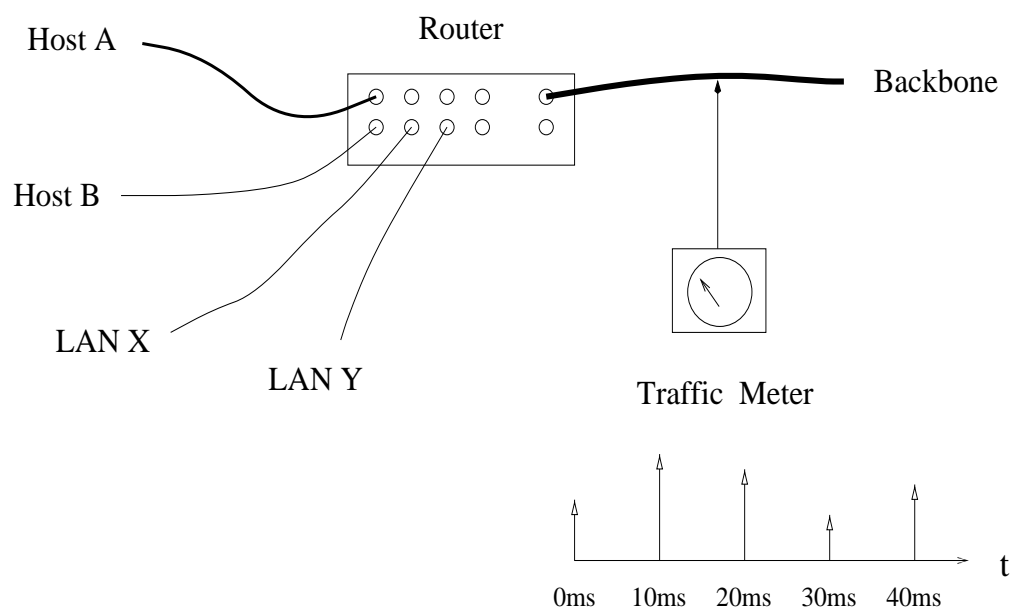 Router
Host A
Backbone
Host B
LAN X
LAN Y
Traffic Meter
t
0ms 10ms 20ms 30ms 40ms